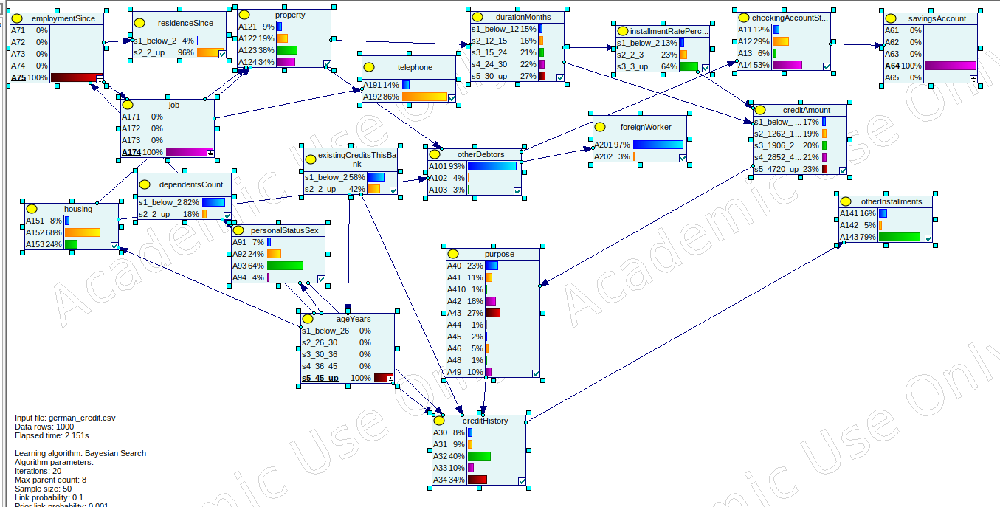 employmentSince
A71 0%
A72 0%
A73 0%
A74 0%
A75 100%
residenceSince
s1_below_2 4%
s2_2_up 96%
property
A121 9%
A122 19%
A123 38%
A124 34%
telephone
A191 14%
A192 86%
durationMonths
s1_below_12 15%
s2_12_15 16%
s3_15_24 21%
s4_24_30 22%
s5_30_up 27%
installmentRatePerc...
s1_below_2 13%
s2_2_3 23%
s3_3_up 64%
checkingAccountSt...
A11 12%
A12 29%
A13 6%
A14 53%
savingsAccount
A61 0%
A62 0%
A63 0%
A64 100%
A65 0%
job
A171 0%
A172 0%
A173 0%
A174 100%
creditAmount
s1_below_ ... 17%
s2_1262_1... 19%
s3_1906_2... 20%
s4_2852_4... 21%
s5_4720_up 23%
foreignWorker
A201 97%
A202 3%
existingCreditsThisBa
nk
s1_below_2 58%
s2_2_up 42%
otherDebtors
A101 93%
A102 4%
A103 3%
dependentsCount
s1_below_2 82%
s2_2_up 18%
housing
A151 8%
A152 68%
A153 24%
otherInstallments
A141 16%
A142 5%
A143 79%
personalStatusSex
A91 7%
A92 24%
A93 64%
A94 4%
purpose
A40 23%
A41 11%
A410 1%
A42 18%
A43 27%
A44 1%
A45 2%
A46 5%
A48 1%
A49 10%
ageYears
s1_below_26 0%
s2_26_30 0%
s3_30_36 0%
s4_36_45 0%
s5_45_up 100%
creditHistory
A30 8%
A31 9%
A32 40%
A33 10%
A34 34%
Input file: german_credit.csv
Data rows: 1000
Elapsed time: 2.151s
Learning algorithm: Bayesian Search
Algorithm parameters:
Iterations: 20
Max parent count: 8
Sample size: 50
Link probability: 0.1
Prior link probability: 0.001
Academic Use Only
Academic Use Only